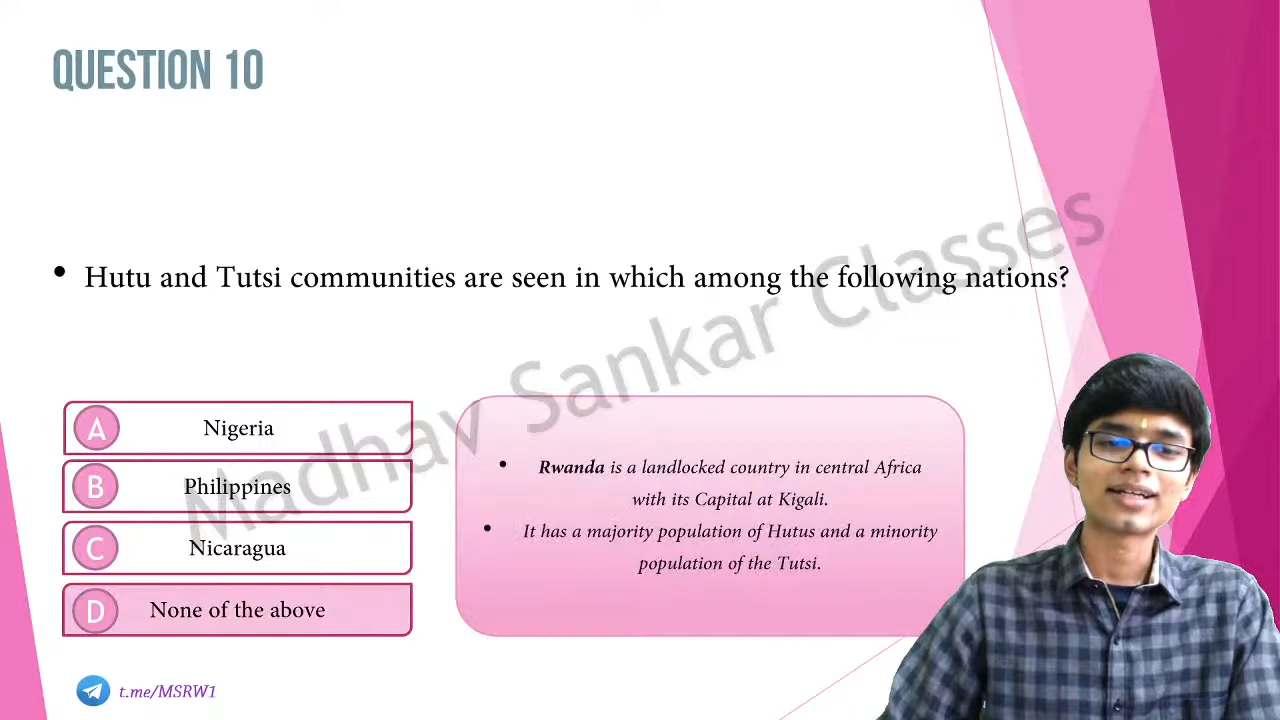 QUESTION 10
• Hutu and Tutsi communities are seen in which among the following nations?
A Nigeria
B Philippines
C Nicaragua
D None of the above
• Rwanda is a landlocked country in central Africa
with its Capital at Kigali.
• It has a majority population of Hutus and a minority
population of the Tutsi.
Madhav Sankar Classes
t.me/MSRW1